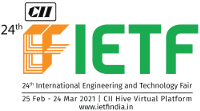 CII
24th IETF
24th International Engineering and Technology Fair
25 Feb - 24 Mar 2021 | CII Hive Virtual Platform
www.ietfindia.in